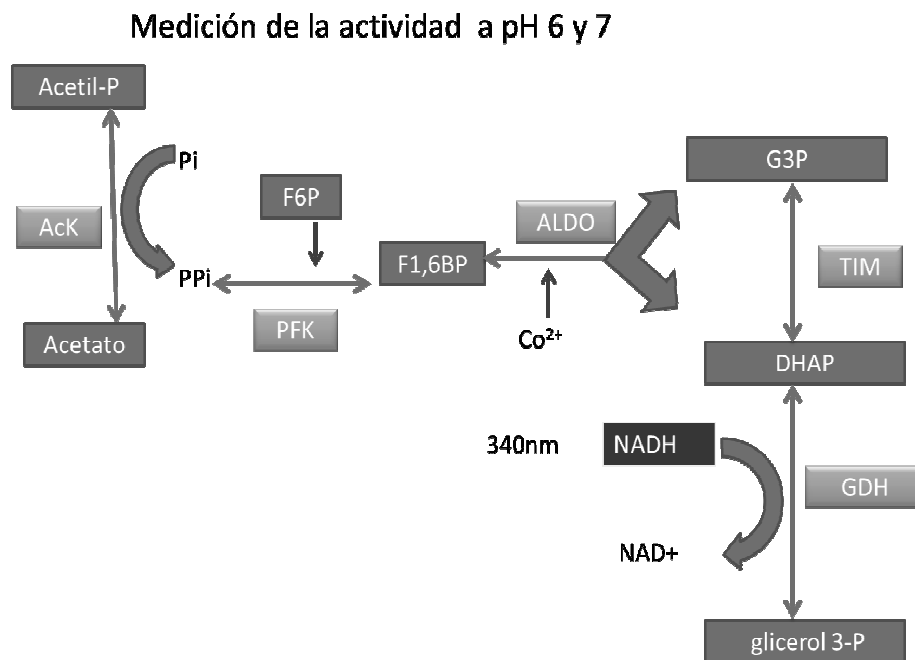 Medición de la actividad a pH 6 y 7
Acetil-P
Pi
AcK
PPi
Acetato
F6P
PFK
F1,6BP
ALDO
Co²⁺
G3P
TIM
DHAP
340nm
NADH
GDH
NAD+
glicerol 3-P